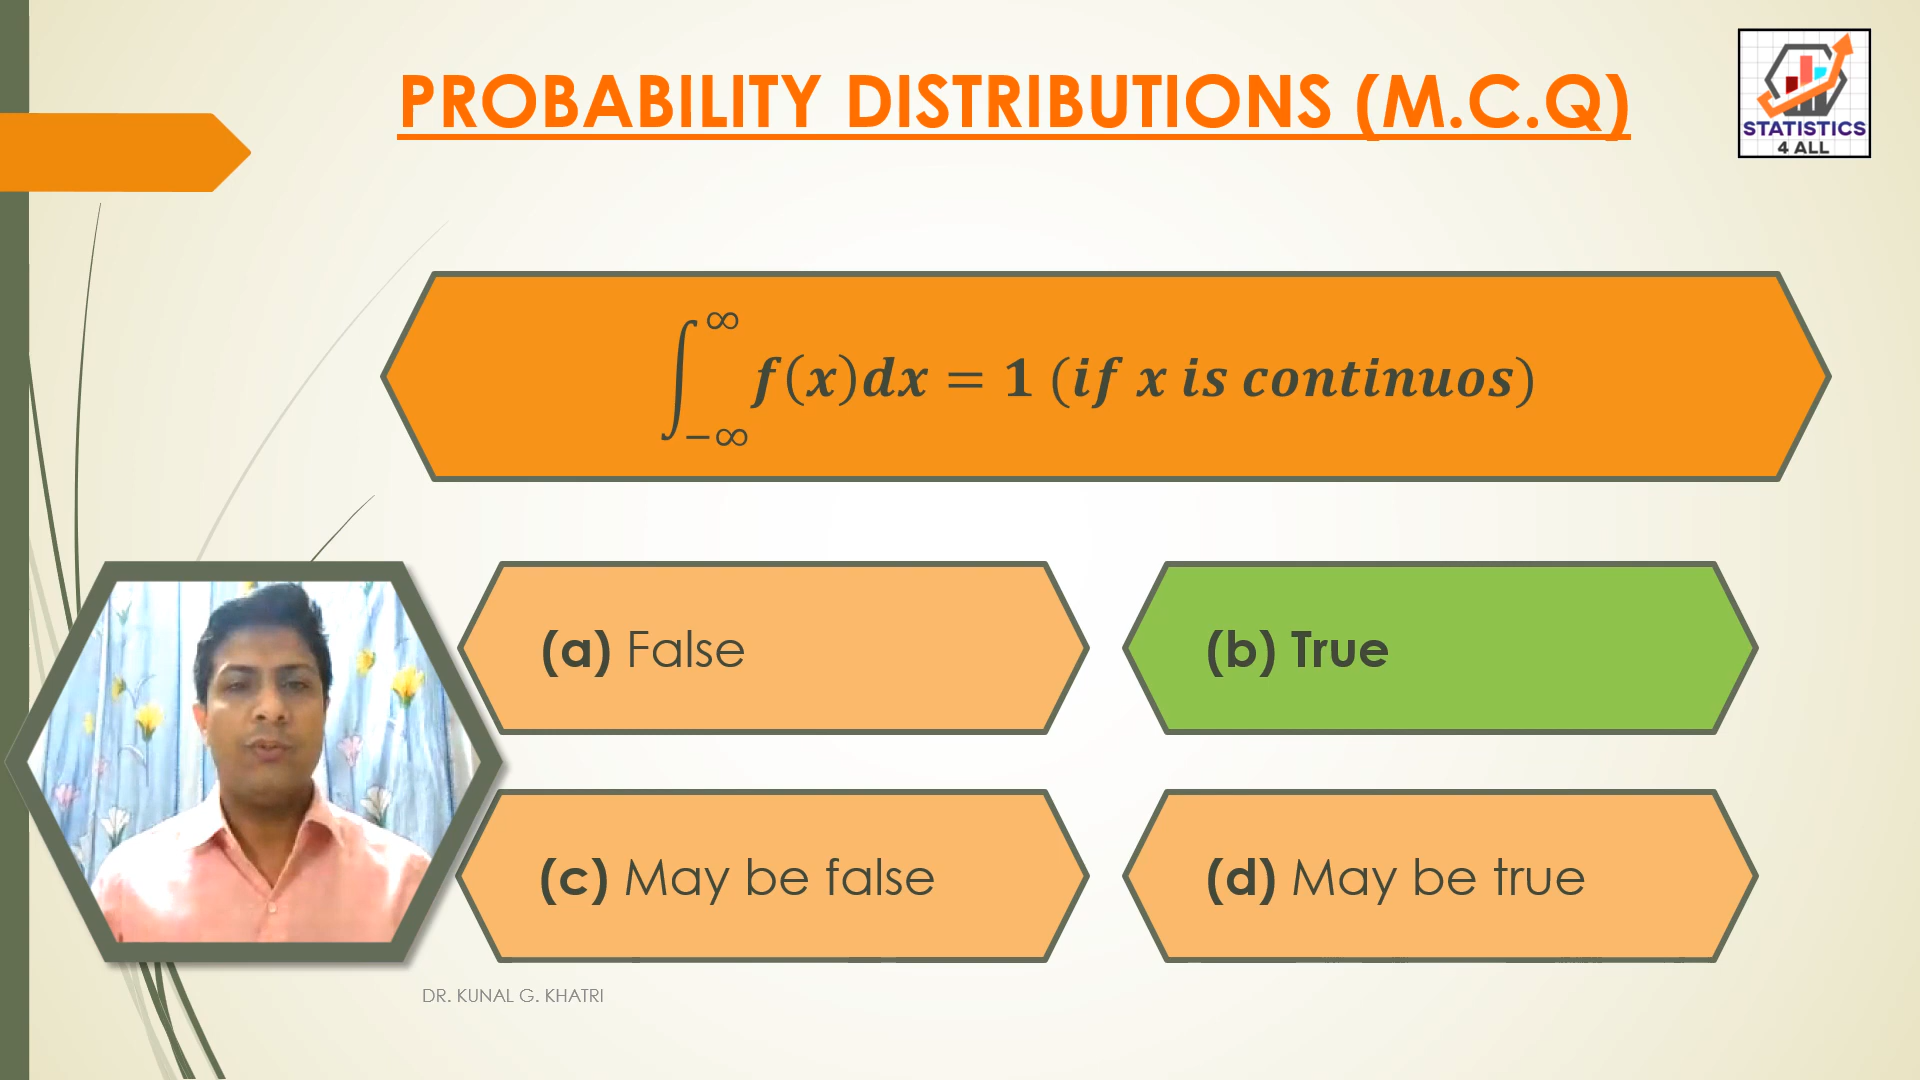 PROBABILITY DISTRIBUTIONS (M.C.Q)
STATISTICS
4 ALL
∫_{-∞}^{∞} f(x)dx = 1 (if x is continuos)
(a) False
(b) True
(c) May be false
(d) May be true
DR. KUNAL G. KHATRI